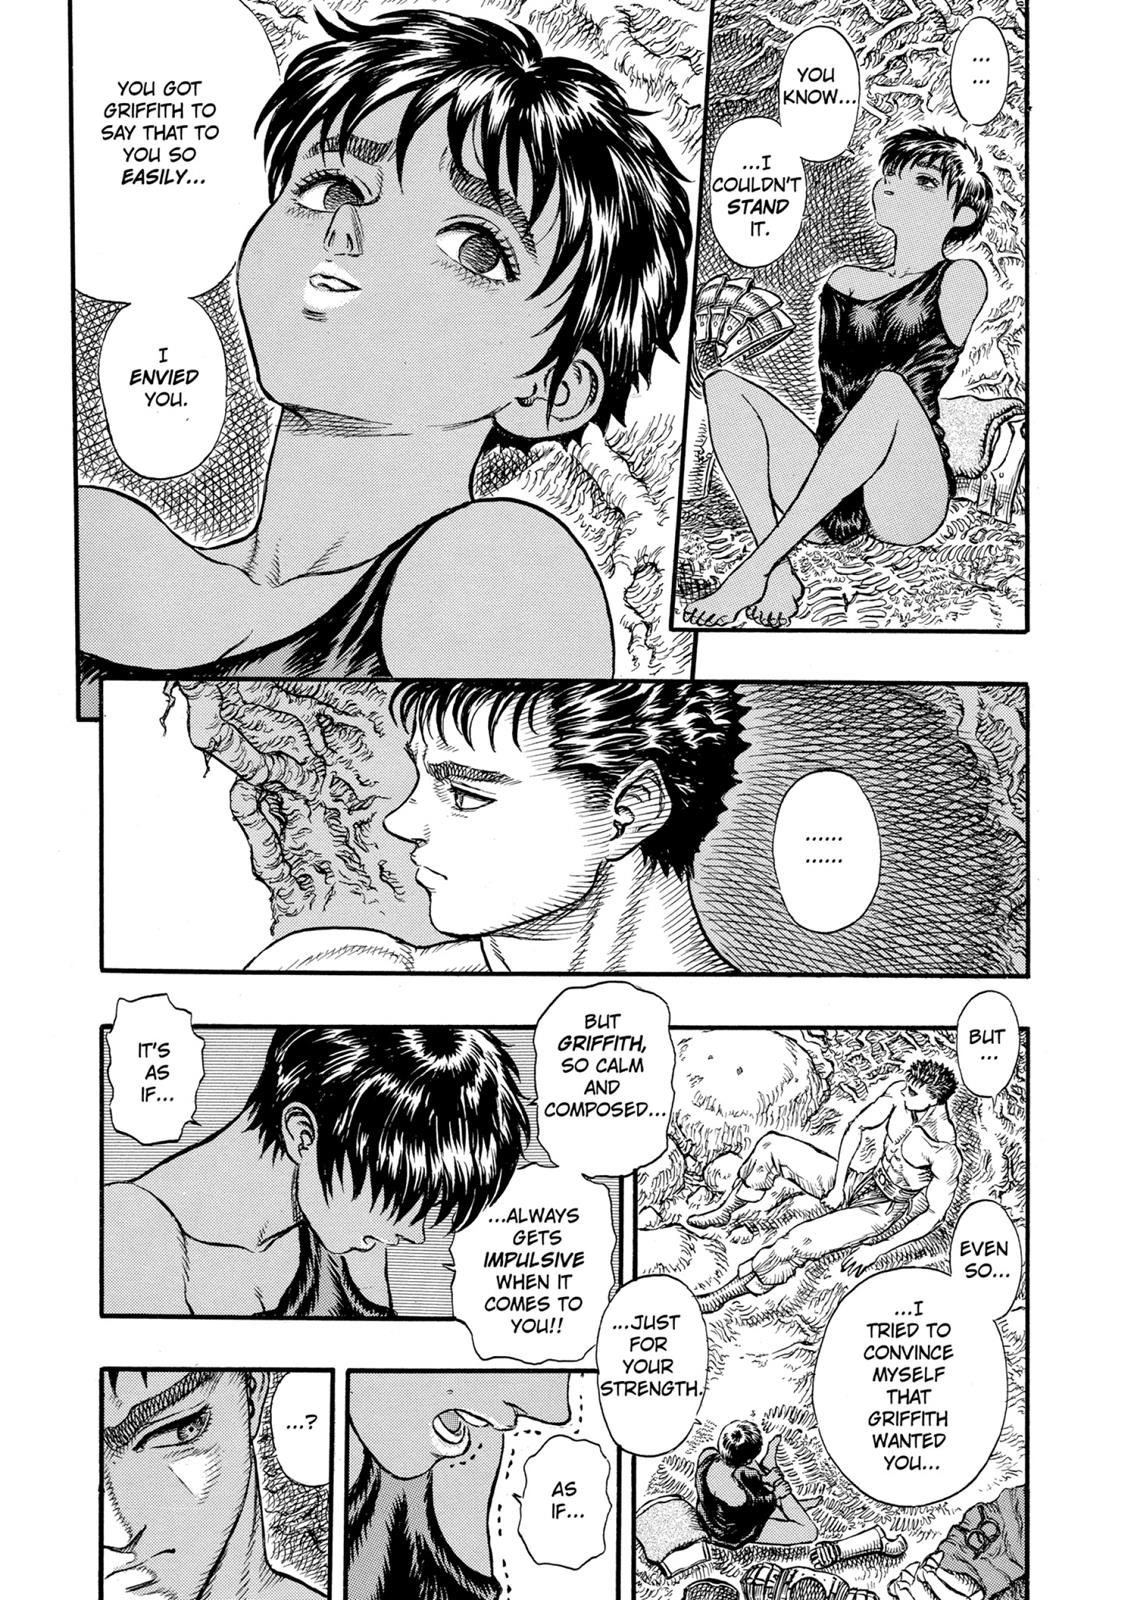 ......
YOU
KNOW...
...I
COULDN'T
STAND
IT.
YOU GOT
GRIFFITH TO
SAY THAT TO
YOU SO
EASILY...
I
ENVIED
YOU.
......
......
BUT
...
EVEN
SO...
...I
TRIED TO
CONVINCE
MYSELF
THAT
GRIFFITH
WANTED
YOU...
...JUST
FOR
YOUR
STRENGTH.
BUT
GRIFFITH,
SO CALM
AND
COMPOSED...
...ALWAYS
GETS
IMPULSIVE
WHEN IT
COMES TO
YOU!!
IT'S
AS
IF...
AS
IF...
...?